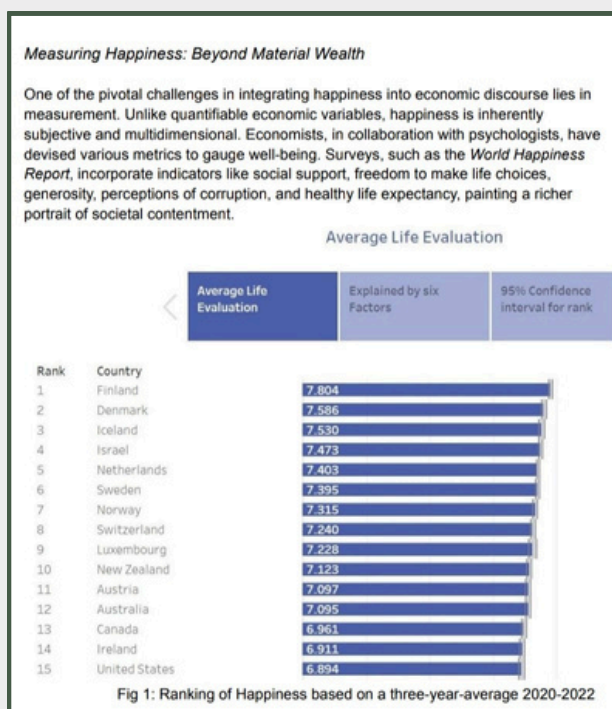 Measuring Happiness: Beyond Material Wealth
One of the pivotal challenges in integrating happiness into economic discourse lies in
measurement. Unlike quantifiable economic variables, happiness is inherently
subjective and multidimensional. Economists, in collaboration with psychologists, have
devised various metrics to gauge well-being. Surveys, such as the World Happiness
Report, incorporate indicators like social support, freedom to make life choices,
generosity, perceptions of corruption, and healthy life expectancy, painting a richer
portrait of societal contentment.
Average Life Evaluation
Average Life
Evaluation
Explained by six
Factors
95% Confidence
interval for rank
Rank Country
1 Finland 7.804
2 Denmark 7.586
3 Iceland 7.530
4 Israel 7.473
5 Netherlands 7.403
6 Sweden 7.395
7 Norway 7.315
8 Switzerland 7.240
9 Luxembourg 7.228
10 New Zealand 7.123
11 Austria 7.097
12 Australia 7.095
13 Canada 6.961
14 Ireland 6.911
15 United States 6.894
Fig 1: Ranking of Happiness based on a three-year-average 2020-2022